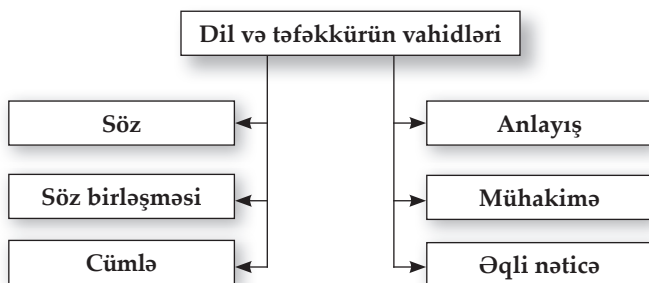 Dil və təfəkkürün vahidləri
Söz
Anlayış
Söz birləşməsi
Mühakimə
Cümlə
Əqli nəticə